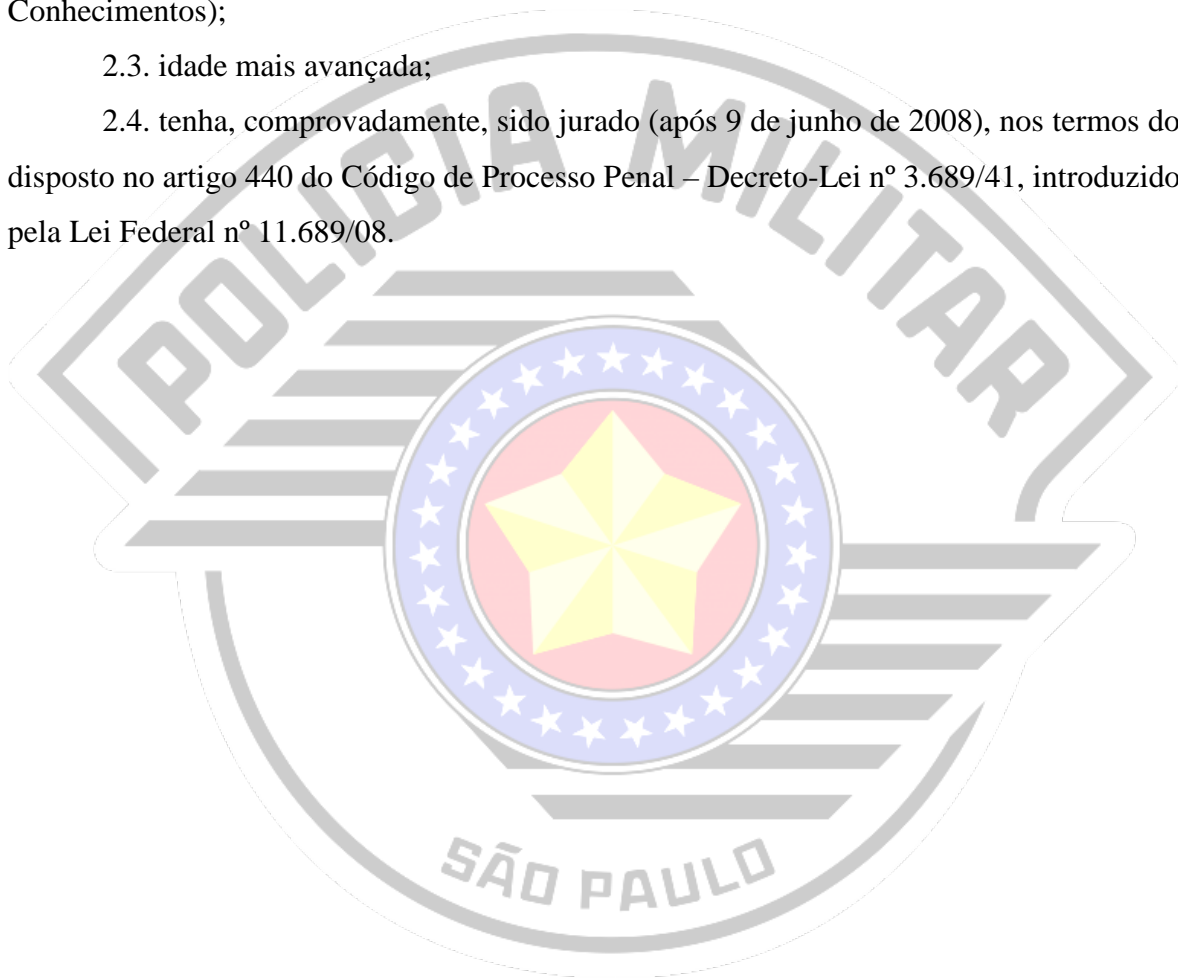 Conhecimentos);
2.3. idade mais avançada;
2.4. tenha, comprovadamente, sido jurado (após 9 de junho de 2008), nos termos do
disposto no artigo 440 do Código de Processo Penal – Decreto-Lei nº 3.689/41, introduzido
pela Lei Federal nº 11.689/08.
POLÍCIA MILITAR
SÃO PAULO